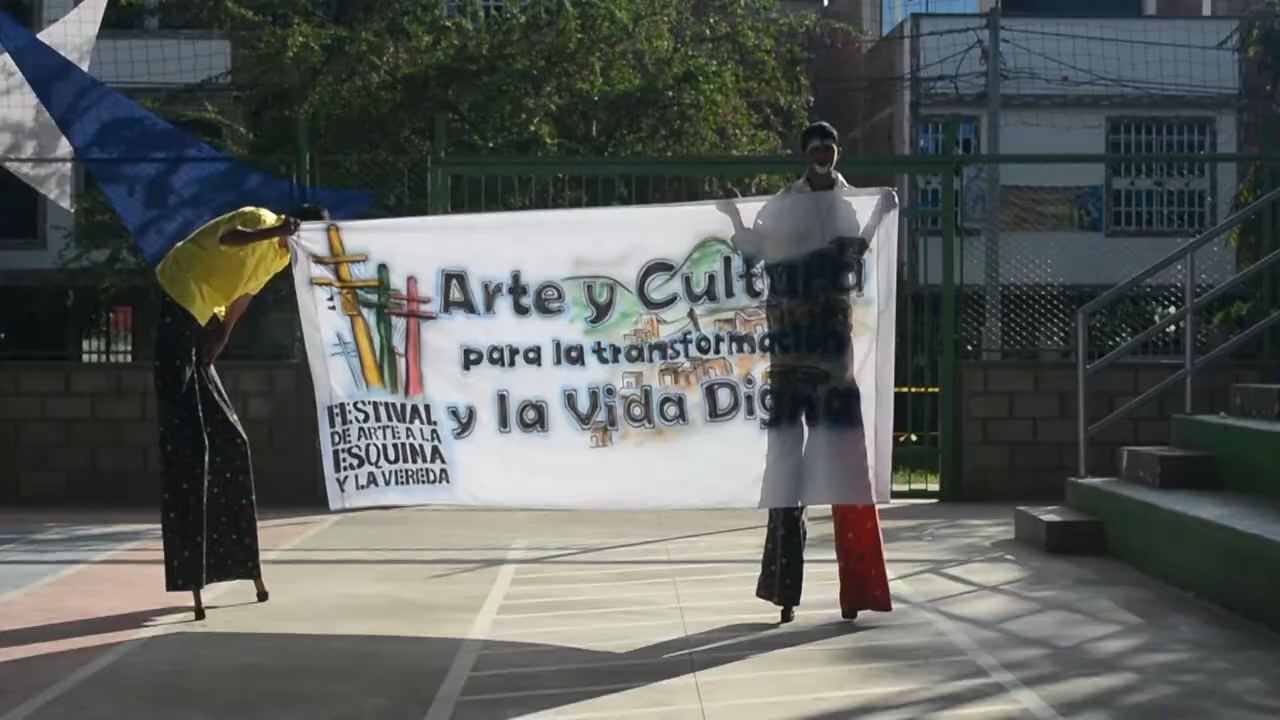 Arte y Cultura
para la transformación
y la Vida Digna
FESTIVAL
DE ARTE A LA
ESQUINA
Y LA VEREDA